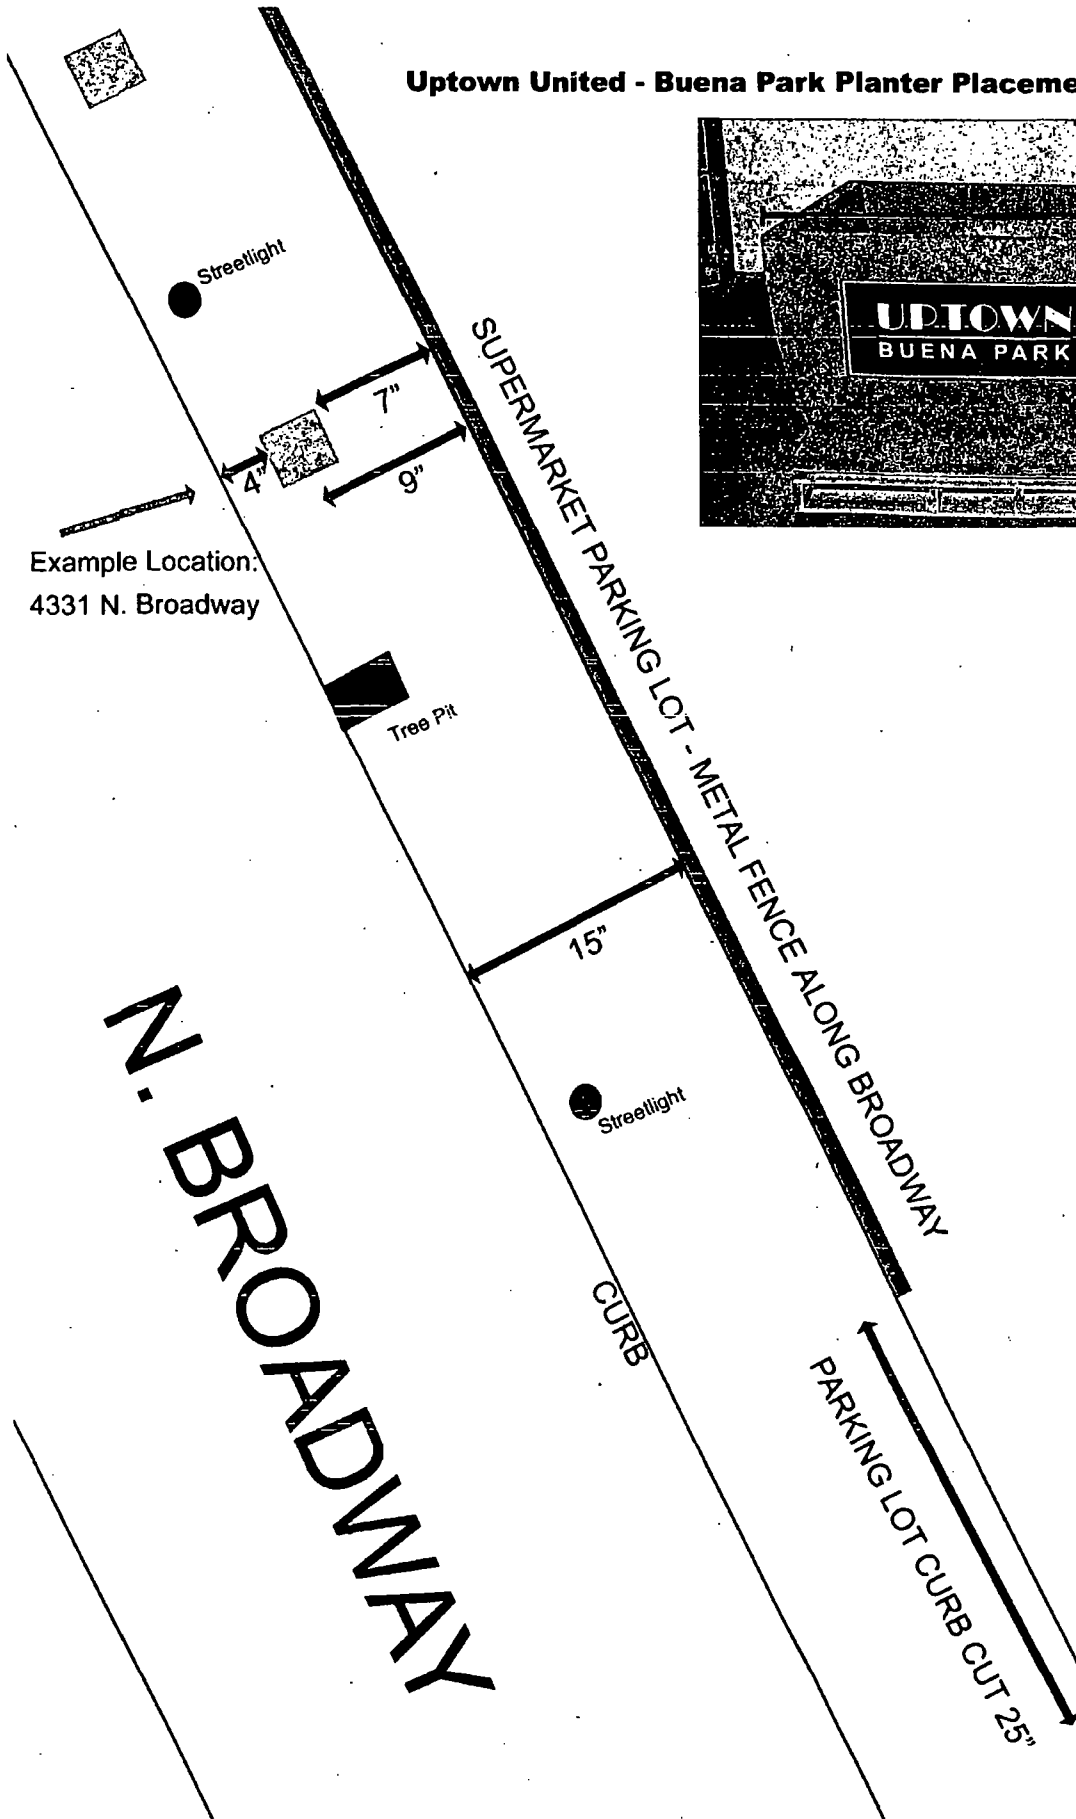 Uptown United - Buena Park Planter Placeme
UPTOWN
BUENA PARK
Streetlight
SUPERMARKET PARKING LOT - METAL FENCE ALONG BROADWAY
7"
4"
9"
Example Location:
4331 N. Broadway
Tree Pit
15"
N. BROADWAY
Streetlight
CURB
PARKING LOT CURB CUT 25"